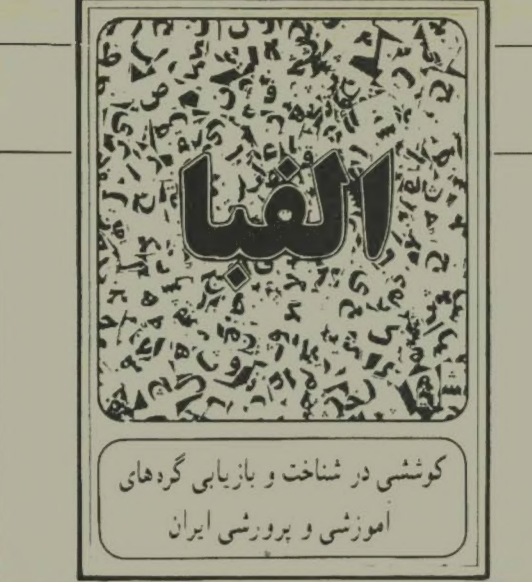 الفبا
کوششی در شناخت و بازیابی گره‌های
آموزشی و پرورشی ایران